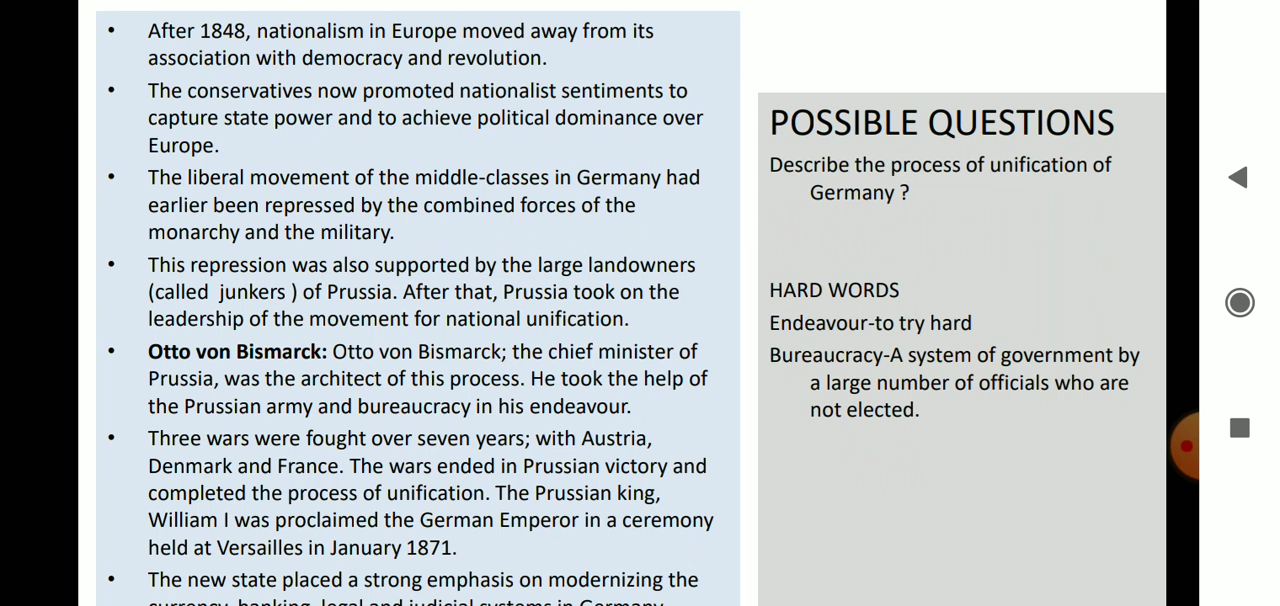 • After 1848, nationalism in Europe moved away from its
association with democracy and revolution.
• The conservatives now promoted nationalist sentiments to
capture state power and to achieve political dominance over
Europe.
• The liberal movement of the middle-classes in Germany had
earlier been repressed by the combined forces of the
monarchy and the military.
• This repression was also supported by the large landowners
(called junkers ) of Prussia. After that, Prussia took on the
leadership of the movement for national unification.
• Otto von Bismarck: Otto von Bismarck; the chief minister of
Prussia, was the architect of this process. He took the help of
the Prussian army and bureaucracy in his endeavour.
• Three wars were fought over seven years; with Austria,
Denmark and France. The wars ended in Prussian victory and
completed the process of unification. The Prussian king,
William I was proclaimed the German Emperor in a ceremony
held at Versailles in January 1871.
• The new state placed a strong emphasis on modernizing the
currency, banking, legal and judicial systems in Germany
POSSIBLE QUESTIONS
Describe the process of unification of
Germany ?
HARD WORDS
Endeavour-to try hard
Bureaucracy-A system of government by
a large number of officials who are
not elected.